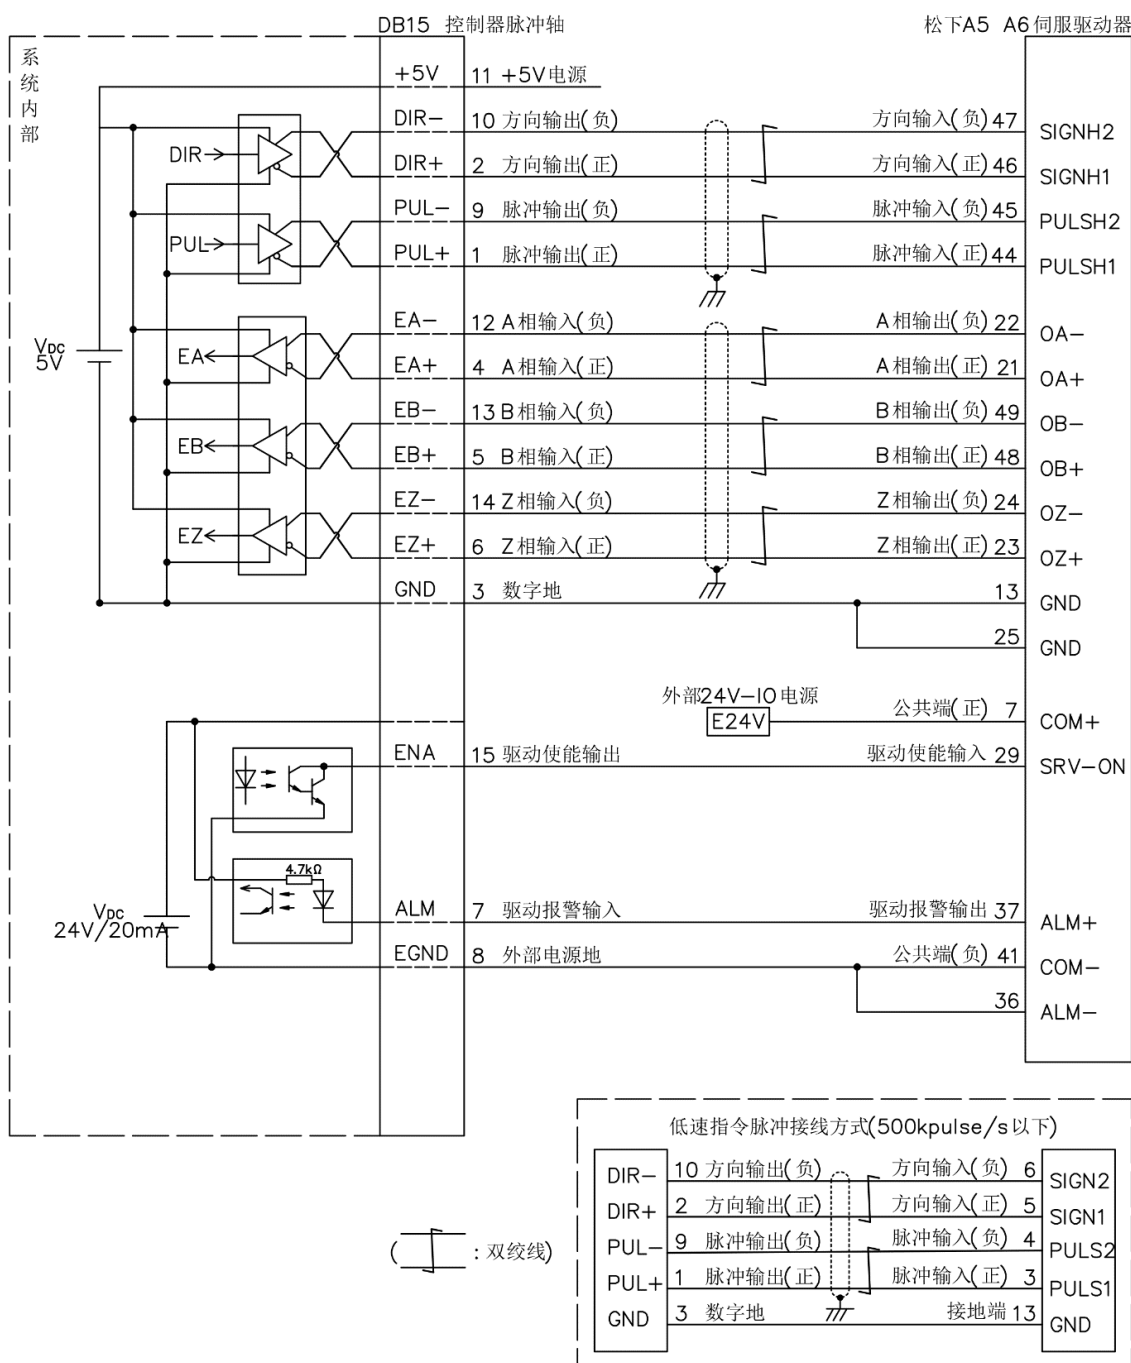 DB15 控制器脉冲轴
松下A5 A6伺服驱动器
系统内部
+5V 11 +5V电源
DIR- 10 方向输出(负) 方向输入(负) 47 SIGNH2
DIR
DIR+ 2 方向输出(正) 方向输入(正) 46 SIGNH1
PUL- 9 脉冲输出(负) 脉冲输入(负) 45 PULSH2
PUL
PUL+ 1 脉冲输出(正) 脉冲输入(正) 44 PULSH1
EA- 12 A相输入(负) A相输出(负) 22 OA-
VDC
5V
EA
EA+ 4 A相输入(正) A相输出(正) 21 OA+
EB- 13 B相输入(负) B相输出(负) 49 OB-
EB
EB+ 5 B相输入(正) B相输出(正) 48 OB+
EZ- 14 Z相输入(负) Z相输出(负) 24 OZ-
EZ
EZ+ 6 Z相输入(正) Z相输出(正) 23 OZ+
GND 3 数字地 13 GND
25 GND
外部24V-IO电源
E24V 公共端(正) 7 COM+
ENA 15 驱动使能输出 驱动使能输入 29 SRV-ON
4.7kΩ
VDC
24V/20mA
ALM 7 驱动报警输入 驱动报警输出 37 ALM+
EGND 8 外部电源地 公共端(负) 41 COM-
36 ALM-
低速指令脉冲接线方式(500kpulse/s以下)
DIR- 10 方向输出(负) 方向输入(负) 6 SIGN2
DIR+ 2 方向输出(正) 方向输入(正) 5 SIGN1
PUL- 9 脉冲输出(负) 脉冲输入(负) 4 PULS2
PUL+ 1 脉冲输出(正) 脉冲输入(正) 3 PULS1
GND 3 数字地 接地端 13 GND
( : 双绞线)